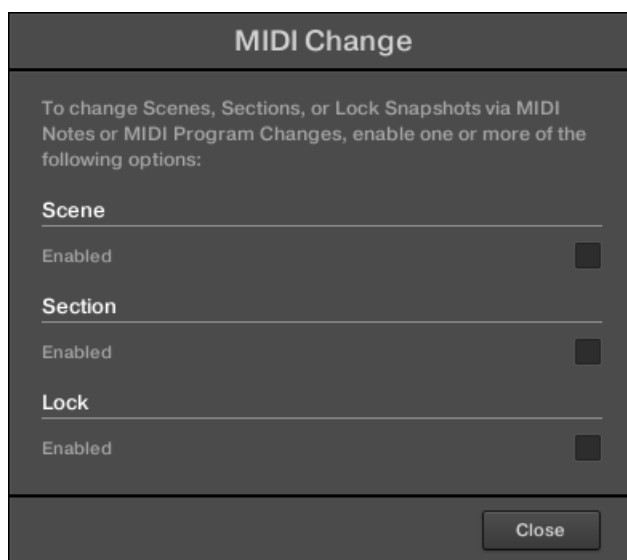 MIDI Change
To change Scenes, Sections, or Lock Snapshots via MIDI
Notes or MIDI Program Changes, enable one or more of the
following options:
Scene
Enabled
Section
Enabled
Lock
Enabled
Close